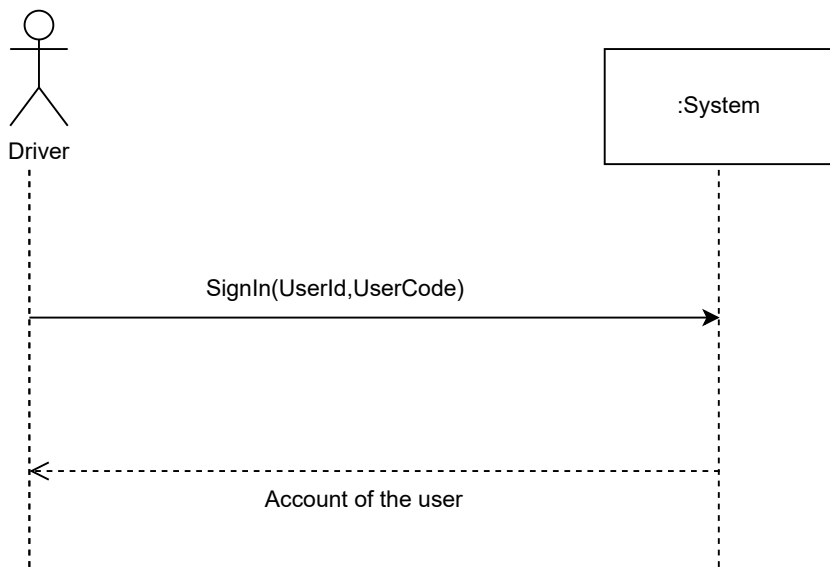 Driver
:System
SignIn(UserId,UserCode)
Account of the user